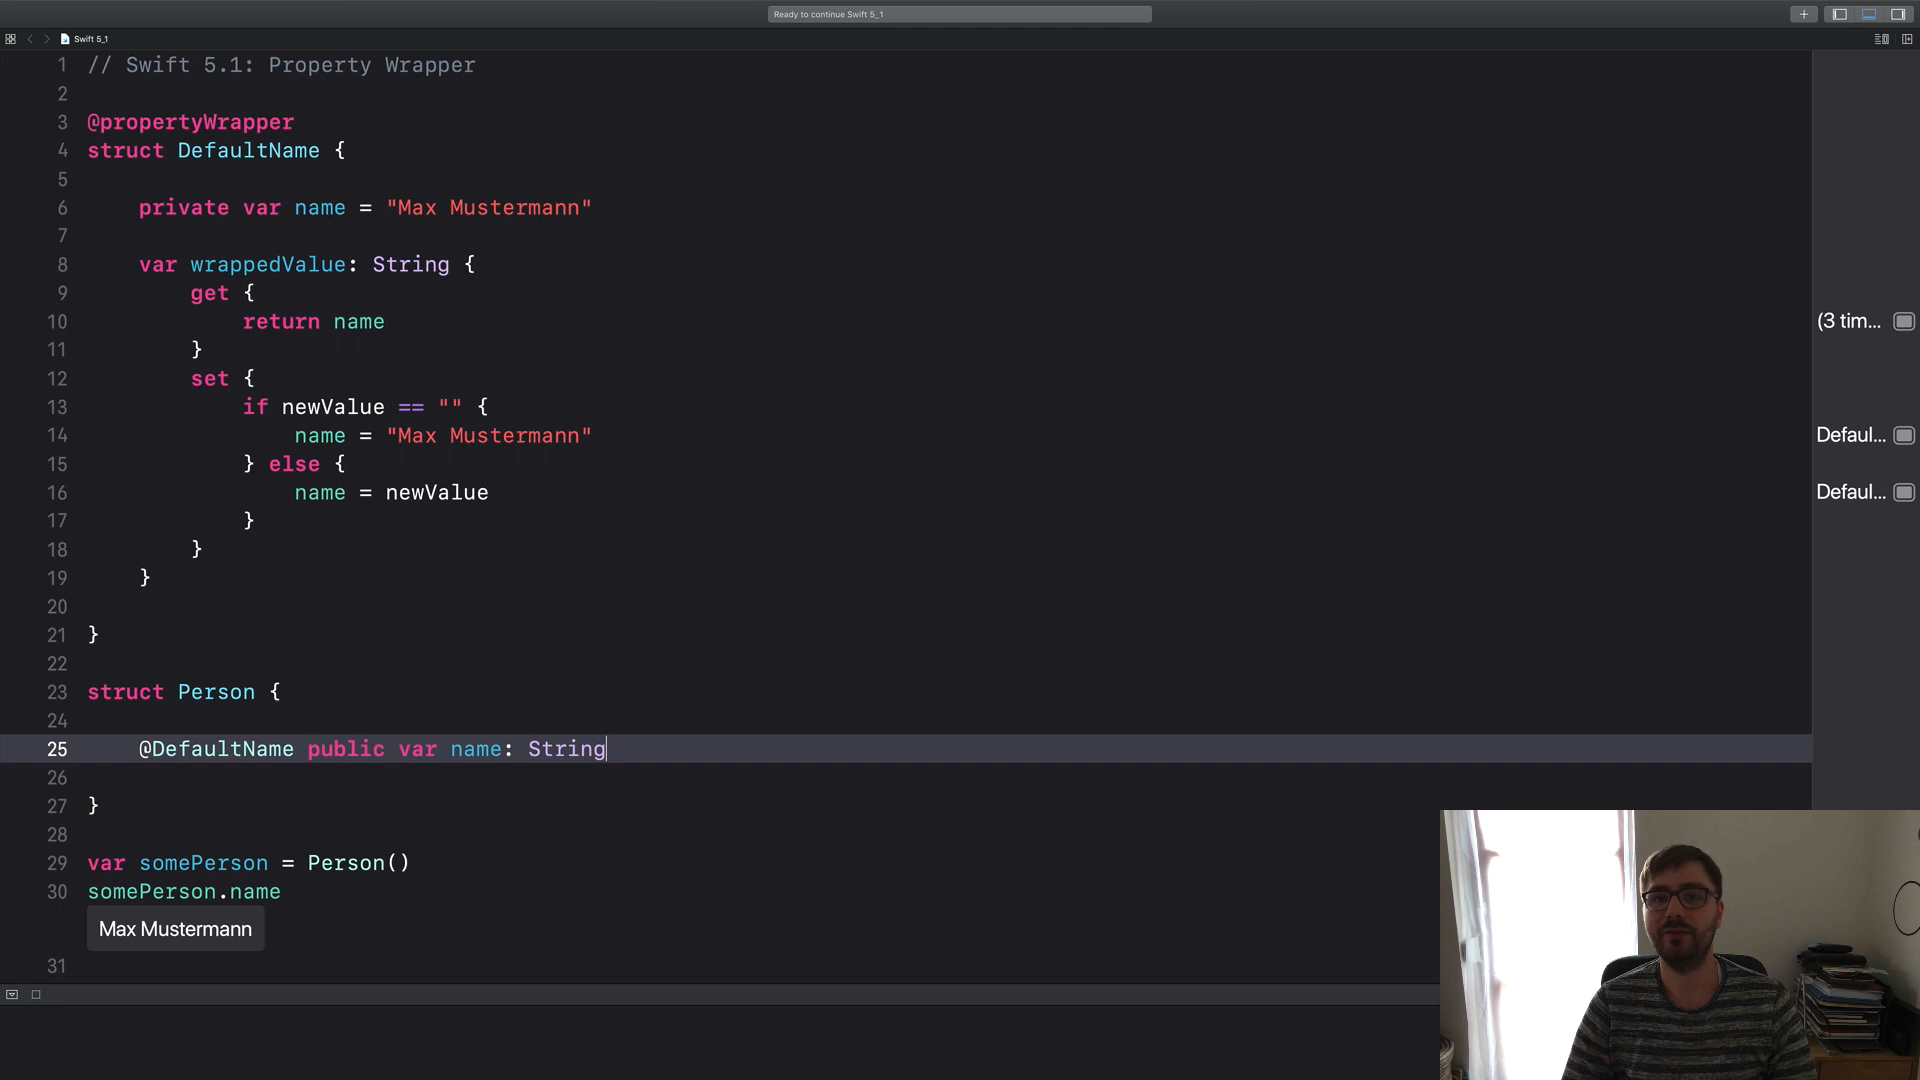 Ready to continue Swift 5_1
Swift 5_1
1 // Swift 5.1: Property Wrapper
2
3 @propertyWrapper
4 struct DefaultName {
5
6 private var name = "Max Mustermann"
7
8 var wrappedValue: String {
9 get {
10 return name
(3 tim...
11 }
12 set {
13 if newValue == "" {
14 name = "Max Mustermann"
Defaul...
15 } else {
16 name = newValue
Defaul...
17 }
18 }
19 }
20
21 }
22
23 struct Person {
24
25 @DefaultName public var name: String
26
27 }
28
29 var somePerson = Person()
30 somePerson.name
Max Mustermann
31